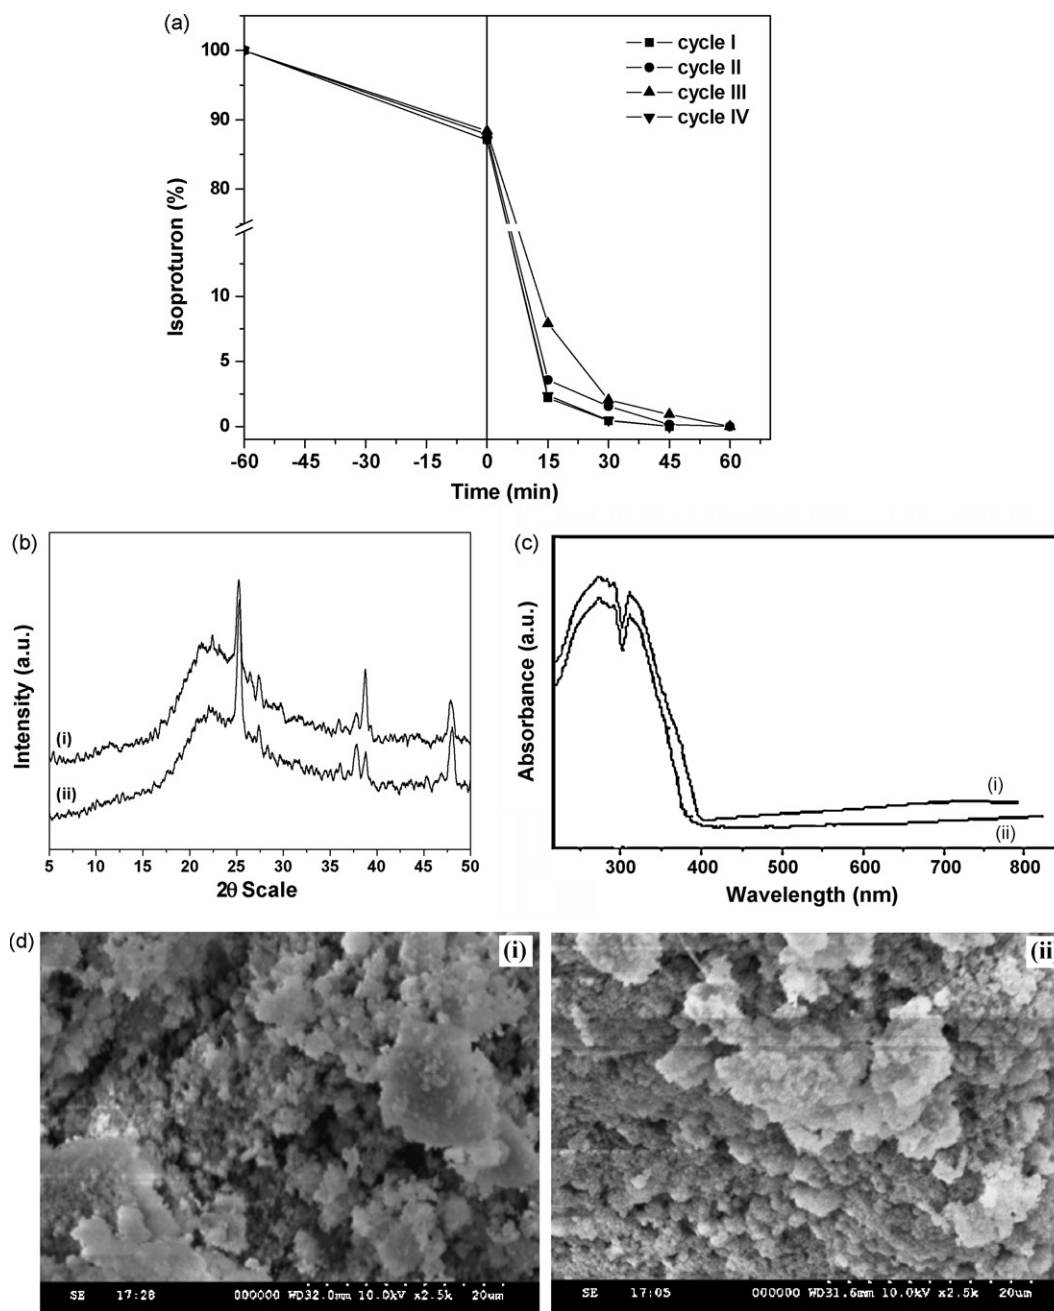 (a)
cycle I
cycle II
cycle III
cycle IV
100
90
80
10
5
0
Isoproturon (%)
-60 -45 -30 -15 0 15 30 45 60
Time (min)
(b)
Intensity (a.u.)
(i)
(ii)
5 10 15 20 25 30 35 40 45 50
2θ Scale
(c)
Absorbance (a.u.)
(i)
(ii)
300 400 500 600 700 800
Wavelength (nm)
(d)
(i)
SE 17:28 000000 WD32.0mm 10.0kV x2.5k 20um
(ii)
SE 17:05 000000 WD31.6mm 10.0kV x2.5k 20um